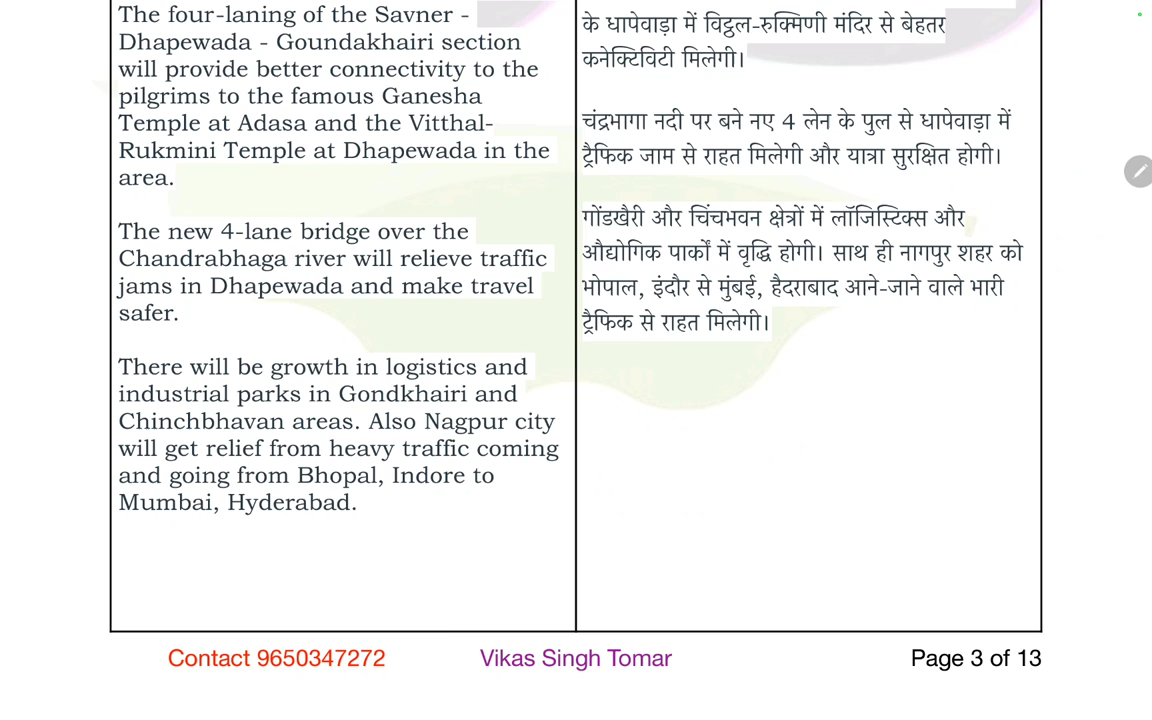 The four-laning of the Savner -
Dhapewada - Goundakhairi section
will provide better connectivity to the
pilgrims to the famous Ganesha
Temple at Adasa and the Vitthal-
Rukmini Temple at Dhapewada in the
area.
The new 4-lane bridge over the
Chandrabhaga river will relieve traffic
jams in Dhapewada and make travel
safer.
There will be growth in logistics and
industrial parks in Gondkhairi and
Chinchbhavan areas. Also Nagpur city
will get relief from heavy traffic coming
and going from Bhopal, Indore to
Mumbai, Hyderabad.
के धापेवाड़ा में विट्ठल-रुक्मिणी मंदिर से बेहतर
कनेक्टिविटी मिलेगी।
चंद्रभागा नदी पर बने नए 4 लेन के पुल से धापेवाड़ा में
ट्रैफिक जाम से राहत मिलेगी और यात्रा सुरक्षित होगी।
गोंडखैरी और चिंचभवन क्षेत्रों में लॉजिस्टिक्स और
औद्योगिक पार्कों में वृद्धि होगी। साथ ही नागपुर शहर को
भोपाल, इंदौर से मुंबई, हैदराबाद आने-जाने वाले भारी
ट्रैफिक से राहत मिलेगी।
Contact 9650347272
Vikas Singh Tomar
Page 3 of 13